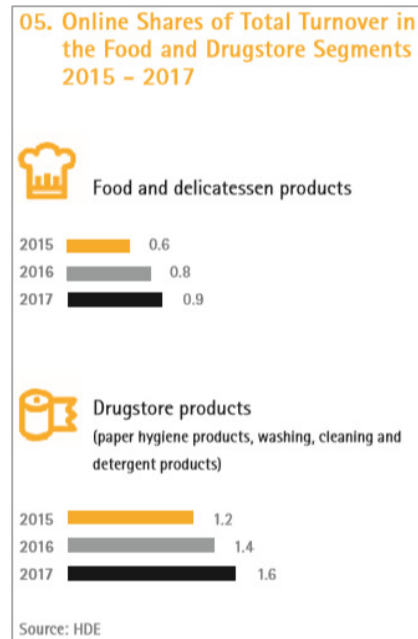 05. Online Shares of Total Turnover in
the Food and Drugstore Segments
2015 – 2017
Food and delicatessen products
2015 0.6
2016 0.8
2017 0.9
Drugstore products
(paper hygiene products, washing, cleaning and
detergent products)
2015 1.2
2016 1.4
2017 1.6
Source: HDE